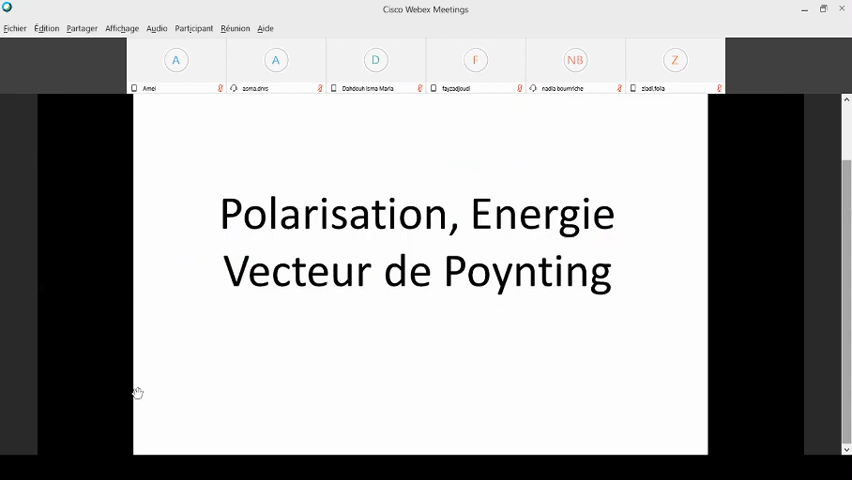 Cisco Webex Meetings
Fichier Édition Partager Affichage Audio Participant Réunion Aide
A A D F NB Z
Amel asma.dnrs Dahdouh Isma Maria fayzadjoudi nadia boumriche ziadi.folla
Polarisation, Energie
Vecteur de Poynting